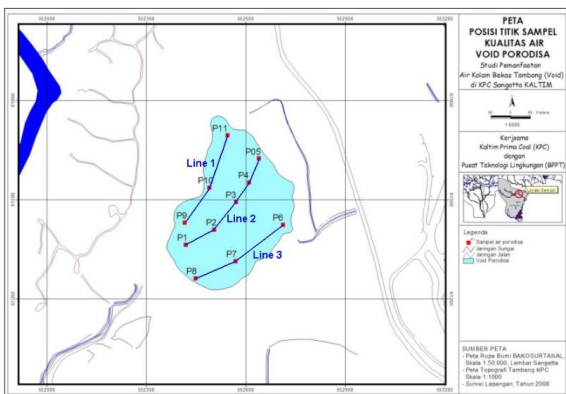 PETA
POSISI TITIK SAMPEL
KUALITAS AIR
VOID PORODISA
Studi Pemanfaatan
Air Kolam Bekas Tambang (Void)
di KPC Sangatta KALTIM
Kerjasama
Kaltim Prima Coal (KPC)
dengan
Pusat Teknologi Lingkungan (BPPT)
Legenda
Sampel air porodisa
Jaringan Sungai
Jaringan Jalan
Void Porodisa
SUMBER PETA
- Peta Rupa Bumi BAKOSURTANAL,
Skala 1:50.000, Lembar Sangatta
- Peta Topografi Tambang KPC
Skala 1:1000
- Survei Lapangan, Tahun 2008
P11
Line 1
P05
P10
P4
P3
P9
P2
Line 2
P6
P1
P7
Line 3
P8